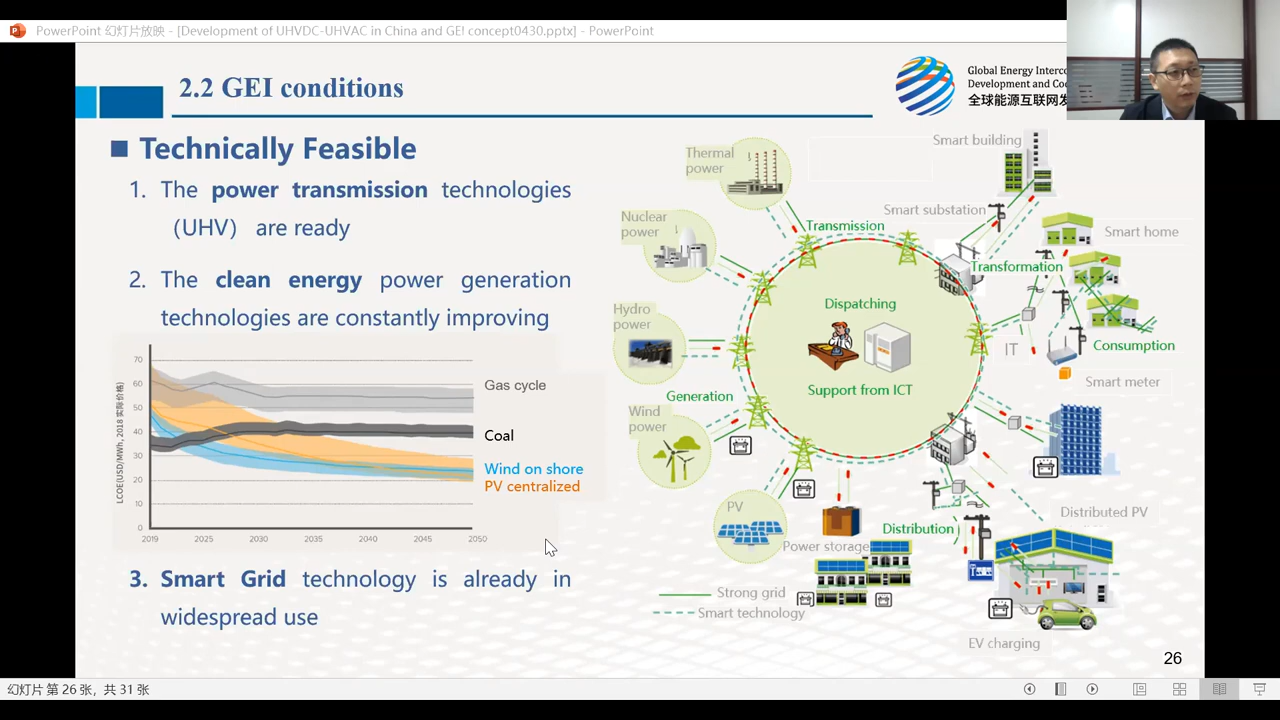 PowerPoint 幻灯片放映 - [Development of UHVDC-UHVAC in China and GEI concept0430.pptx] - PowerPoint
2.2 GEI conditions
Global Energy Interco
Development and Coo
全球能源互联网发
■ Technically Feasible
1. The power transmission technologies
（UHV） are ready
2. The clean energy power generation
technologies are constantly improving
LCOE(USD/MWh, 2018 实际价格)
70
60
50
40
30
20
10
0
2019 2025 2030 2035 2040 2045 2050
Gas cycle
Coal
Wind on shore
PV centralized
3. Smart Grid technology is already in
widespread use
Thermal
power
Nuclear
power
Hydro
power
Generation
Wind
power
PV
Power storage
Strong grid
Smart technology
Transmission
Dispatching
Support from ICT
Smart building
Smart substation
Smart home
Transformation
IT
Consumption
Smart meter
Distributed PV
Distribution
EV charging
26
幻灯片 第 26 张，共 31 张